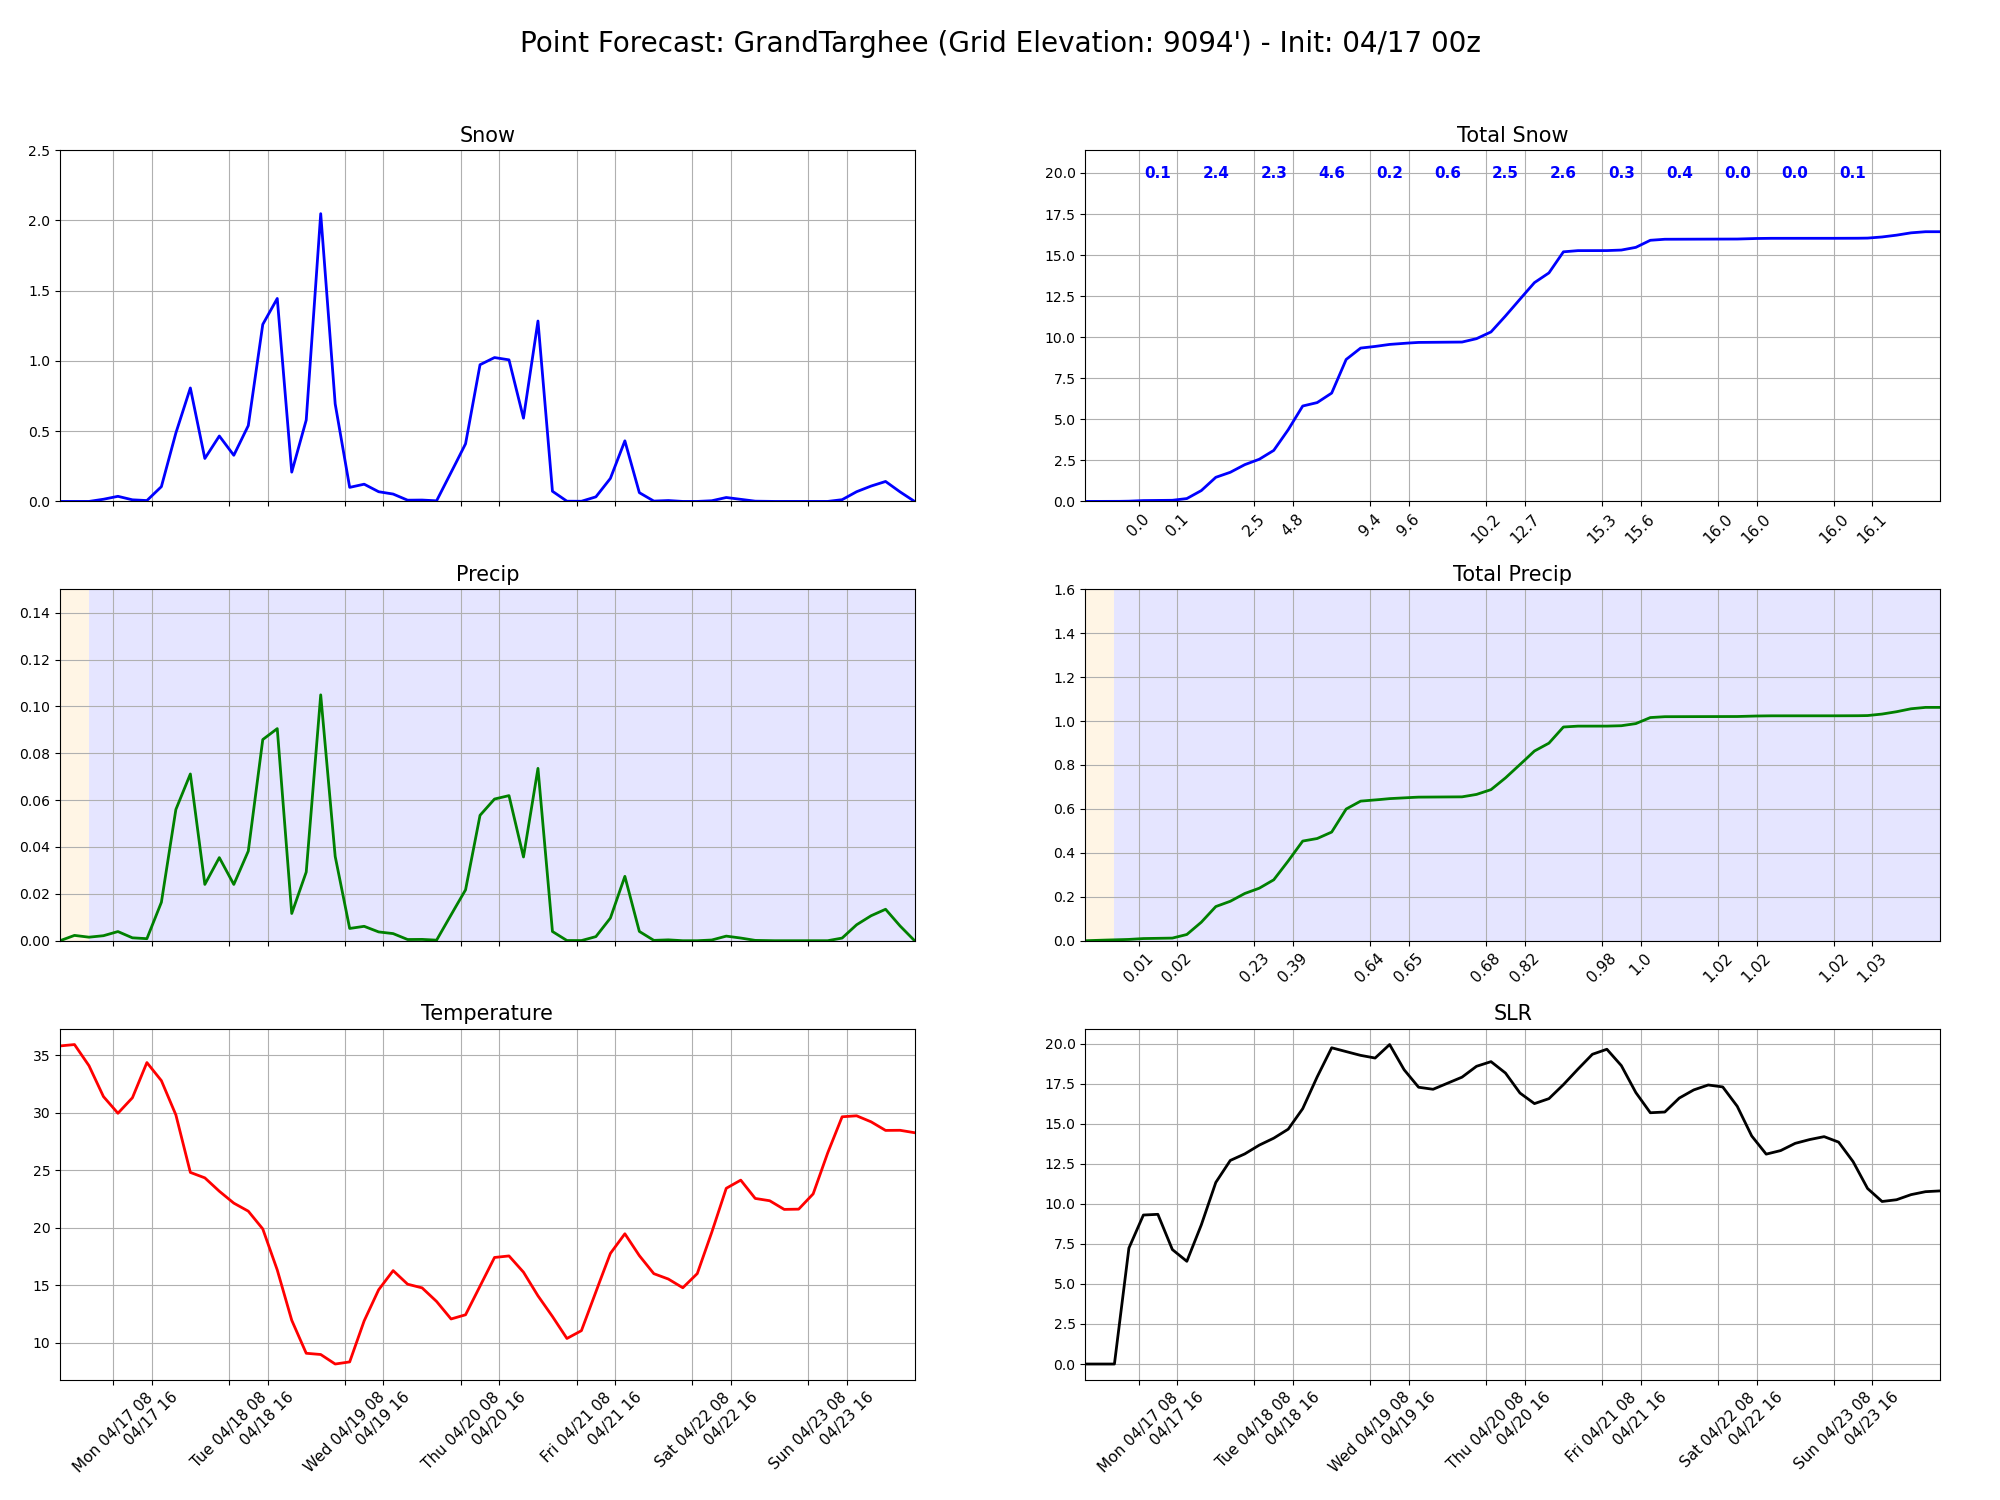 Point Forecast: GrandTarghee (Grid Elevation: 9094') - Init: 04/17 00z
Snow
2.5
2.0
1.5
1.0
0.5
0.0
Total Snow
0.1 2.4 2.3 4.6 0.2 0.6 2.5 2.6 0.3 0.4 0.0 0.0 0.1
20.0
17.5
15.0
12.5
10.0
7.5
5.0
2.5
0.0
0.0 0.1 2.5 4.8 9.4 9.6 10.2 12.7 15.3 15.6 16.0 16.0 16.0 16.1
Precip
0.14
0.12
0.10
0.08
0.06
0.04
0.02
0.00
Total Precip
1.6
1.4
1.2
1.0
0.8
0.6
0.4
0.2
0.0
0.01 0.02 0.23 0.39 0.64 0.65 0.68 0.82 0.98 1.0 1.02 1.02 1.02 1.03
Temperature
35
30
25
20
15
10
Mon 04/17 08
04/17 16
Tue 04/18 08
04/18 16
Wed 04/19 08
04/19 16
Thu 04/20 08
04/20 16
Fri 04/21 08
04/21 16
Sat 04/22 08
04/22 16
Sun 04/23 08
04/23 16
SLR
20.0
17.5
15.0
12.5
10.0
7.5
5.0
2.5
0.0
Mon 04/17 08
04/17 16
Tue 04/18 08
04/18 16
Wed 04/19 08
04/19 16
Thu 04/20 08
04/20 16
Fri 04/21 08
04/21 16
Sat 04/22 08
04/22 16
Sun 04/23 08
04/23 16